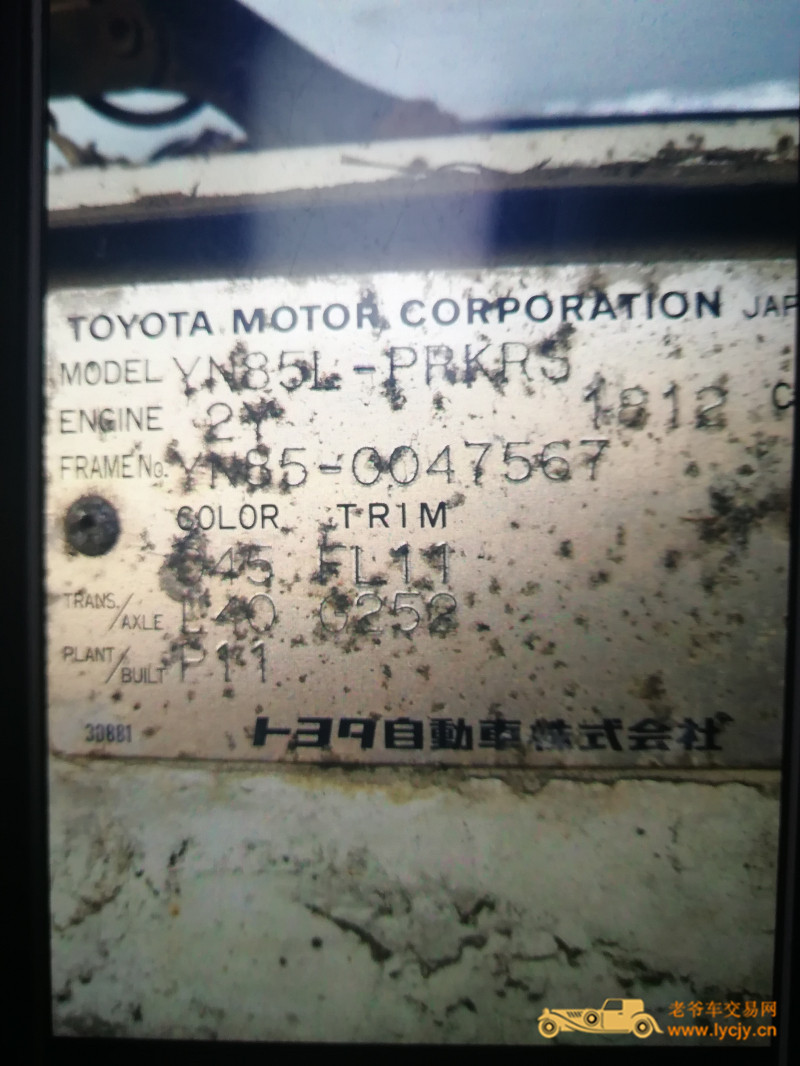 TOYOTA MOTOR CORPORATION JAP
MODEL YN85L-PRKRS
ENGINE 2Y 1812 C
FRAME No. YN85-0047567
COLOR TRIM
045 FL11
TRANS./AXLE L40 G252
PLANT/BUILT P11
30881
トヨタ自動車株式会社
老爷车交易网
www.lycjy.cn